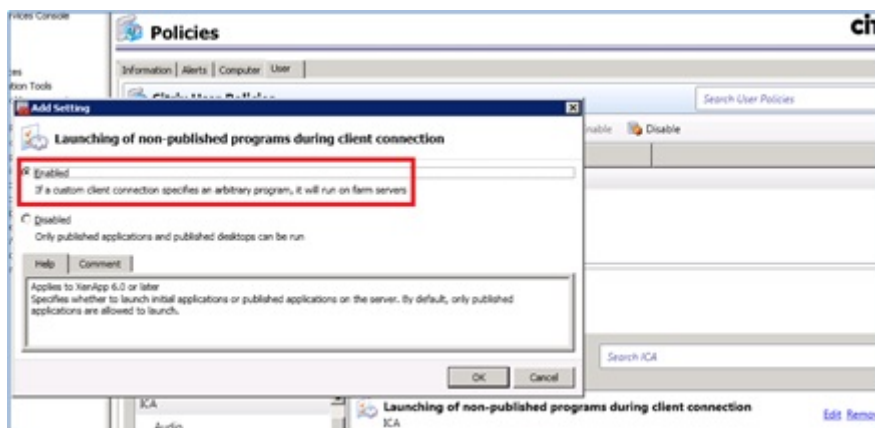 vices Console
Policies
cit
es
tion Tools
Information | Alerts | Computer User
Citrix User Policies
Search User Policies
Add Setting
nable Disable
Launching of non-published programs during client connection
Enabled
If a custom client connection specifies an arbitrary program, it will run on farm servers
Disabled
Only published applications and published desktops can be run
Help Comment
Applies to XenApp 6.0 or later
Specifies whether to launch initial applications or published applications on the server. By default, only published
applications are allowed to launch.
Search ICA
OK Cancel
ICA
Launching of non-published programs during client connection
Edit Remov
Audio
ICA